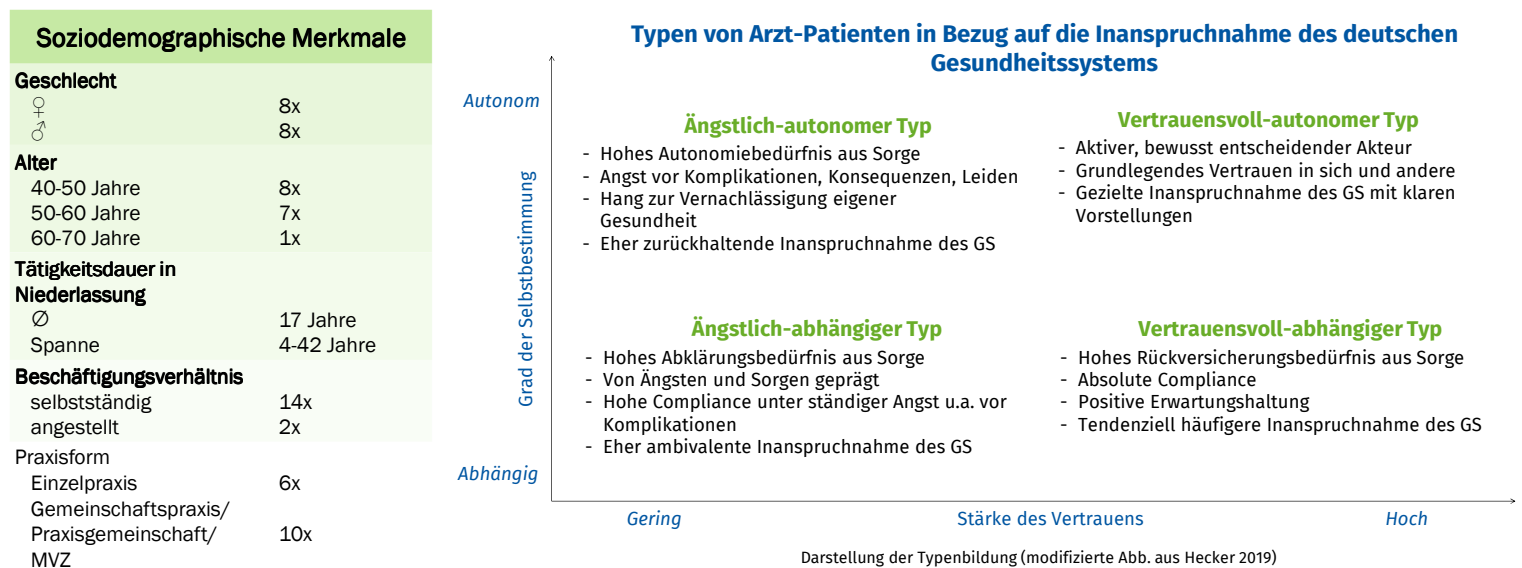 Soziodemographische Merkmale
Geschlecht
♀ 8x
♂ 8x
Alter
40-50 Jahre 8x
50-60 Jahre 7x
60-70 Jahre 1x
Tätigkeitsdauer in
Niederlassung
∅ 17 Jahre
Spanne 4-42 Jahre
Beschäftigungsverhältnis
selbstständig 14x
angestellt 2x
Praxisform
Einzelpraxis 6x
Gemeinschaftspraxis/
Praxisgemeinschaft/ 10x
MVZ
Typen von Arzt-Patienten in Bezug auf die Inanspruchnahme des deutschen
Gesundheitssystems
Autonom
Grad der Selbstbestimmung
Abhängig
Ängstlich-autonomer Typ
- Hohes Autonomiebedürfnis aus Sorge
- Angst vor Komplikationen, Konsequenzen, Leiden
- Hang zur Vernachlässigung eigener
Gesundheit
- Eher zurückhaltende Inanspruchnahme des GS
Vertrauensvoll-autonomer Typ
- Aktiver, bewusst entscheidender Akteur
- Grundlegendes Vertrauen in sich und andere
- Gezielte Inanspruchnahme des GS mit klaren
Vorstellungen
Ängstlich-abhängiger Typ
- Hohes Abklärungsbedürfnis aus Sorge
- Von Ängsten und Sorgen geprägt
- Hohe Compliance unter ständiger Angst u.a. vor
Komplikationen
- Eher ambivalente Inanspruchnahme des GS
Vertrauensvoll-abhängiger Typ
- Hohes Rückversicherungsbedürfnis aus Sorge
- Absolute Compliance
- Positive Erwartungshaltung
- Tendenziell häufigere Inanspruchnahme des GS
Gering
Stärke des Vertrauens
Hoch
Darstellung der Typenbildung (modifizierte Abb. aus Hecker 2019)